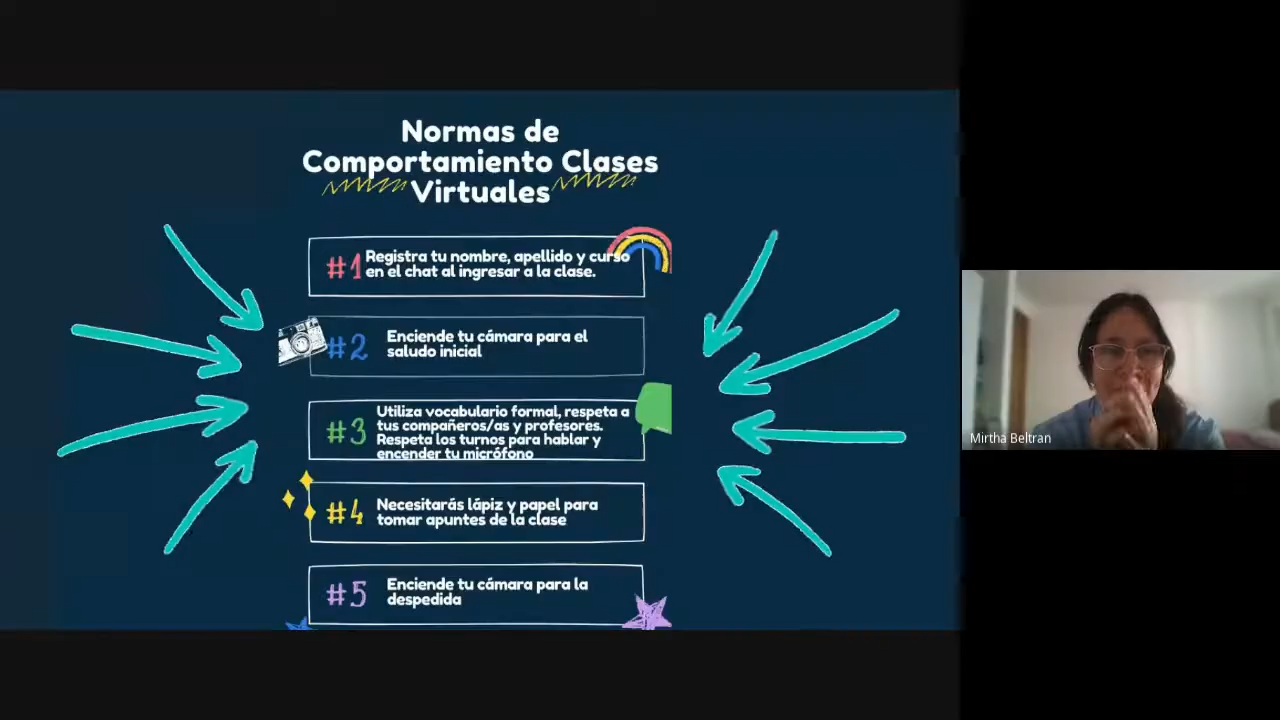 Normas de
Comportamiento Clases
Virtuales
#1
Registra tu nombre, apellido y curso
en el chat al ingresar a la clase.
#2
Enciende tu cámara para el
saludo inicial
#3
Utiliza vocabulario formal, respeta a
tus compañeros/as y profesores.
Respeta los turnos para hablar y
encender tu micrófono
#4
Necesitarás lápiz y papel para
tomar apuntes de la clase
#5
Enciende tu cámara para la
despedida
Mirtha Beltran